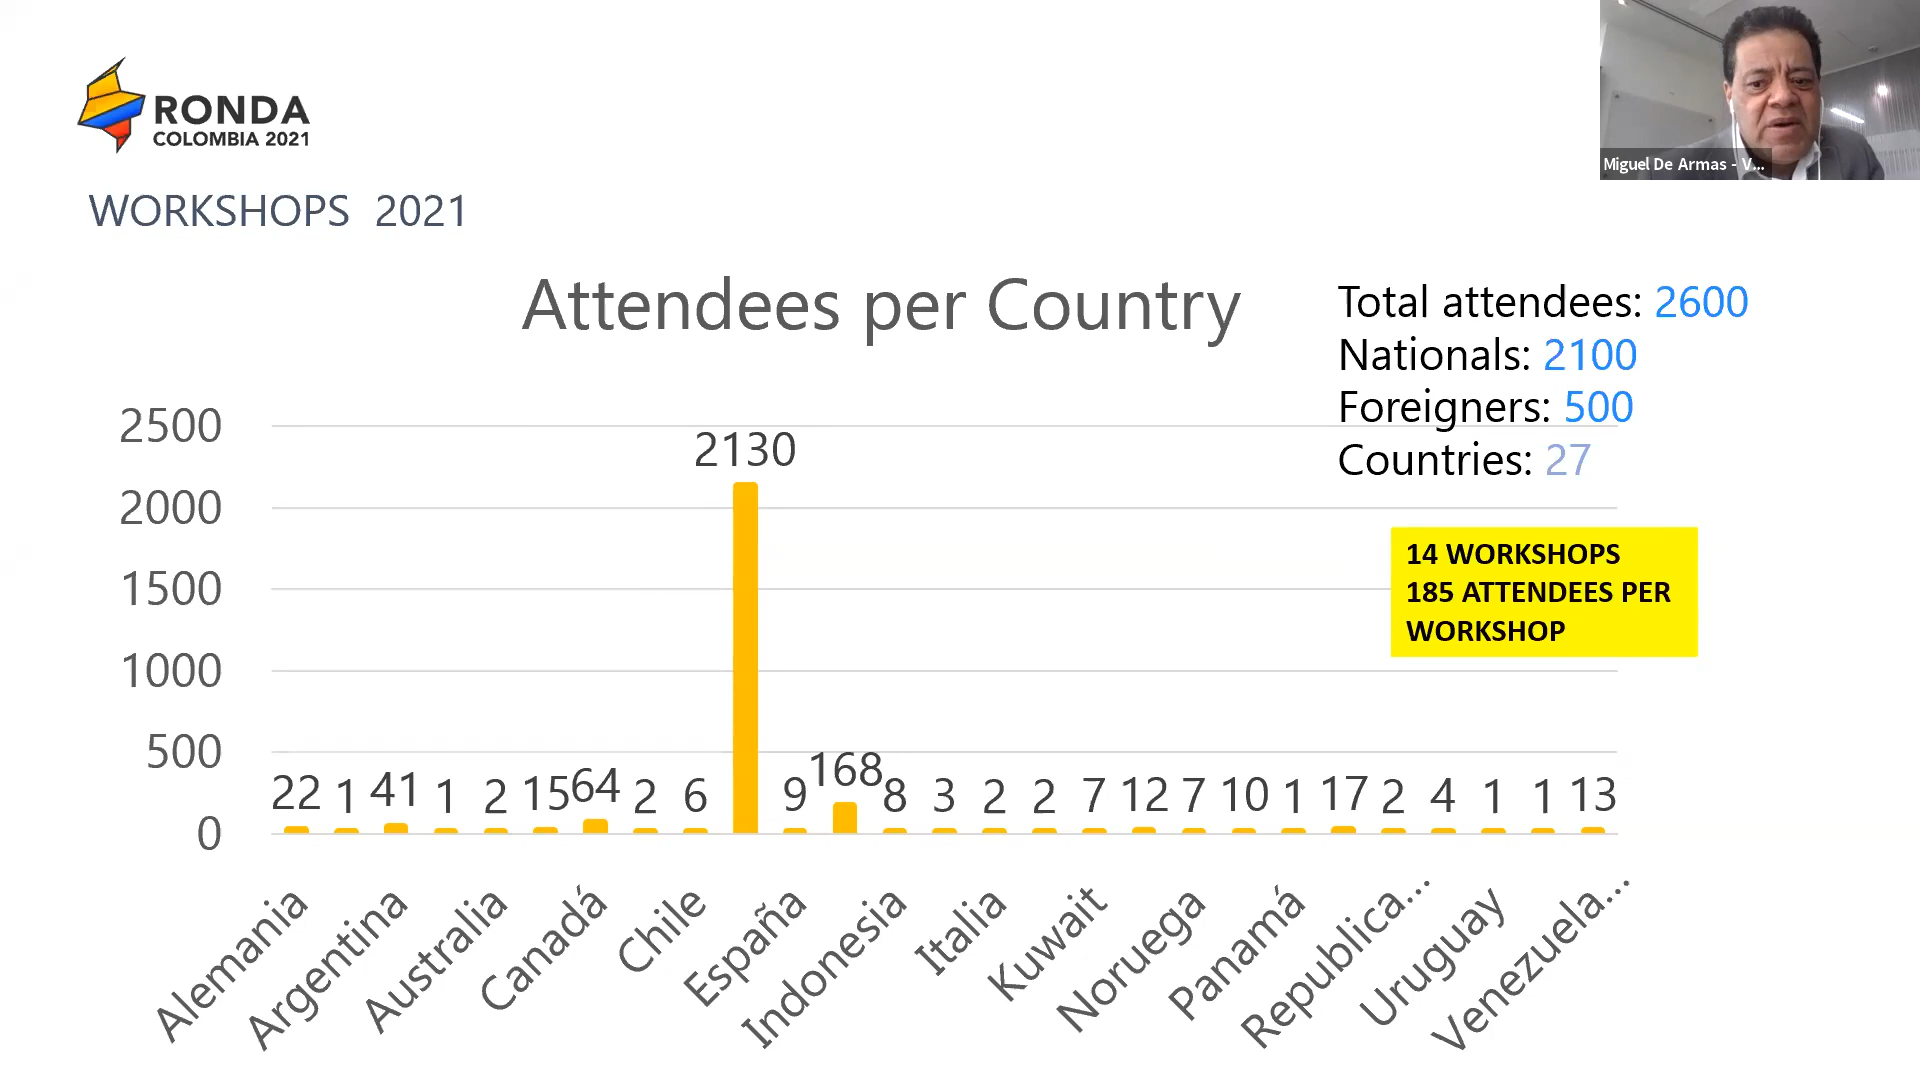 RONDA
COLOMBIA 2021
Miguel De Armas - V...
WORKSHOPS 2021
Attendees per Country
Total attendees: 2600
Nationals: 2100
Foreigners: 500
Countries: 27
14 WORKSHOPS
185 ATTENDEES PER
WORKSHOP
2500
2000
1500
1000
500
0
22 1 41 1 2 15 64 2 6 2130 9 168 8 3 2 2 7 12 7 10 1 17 2 4 1 1 13
Alemania
Argentina
Australia
Canadá
Chile
España
Indonesia
Italia
Kuwait
Noruega
Panamá
Republica...
Uruguay
Venezuela...